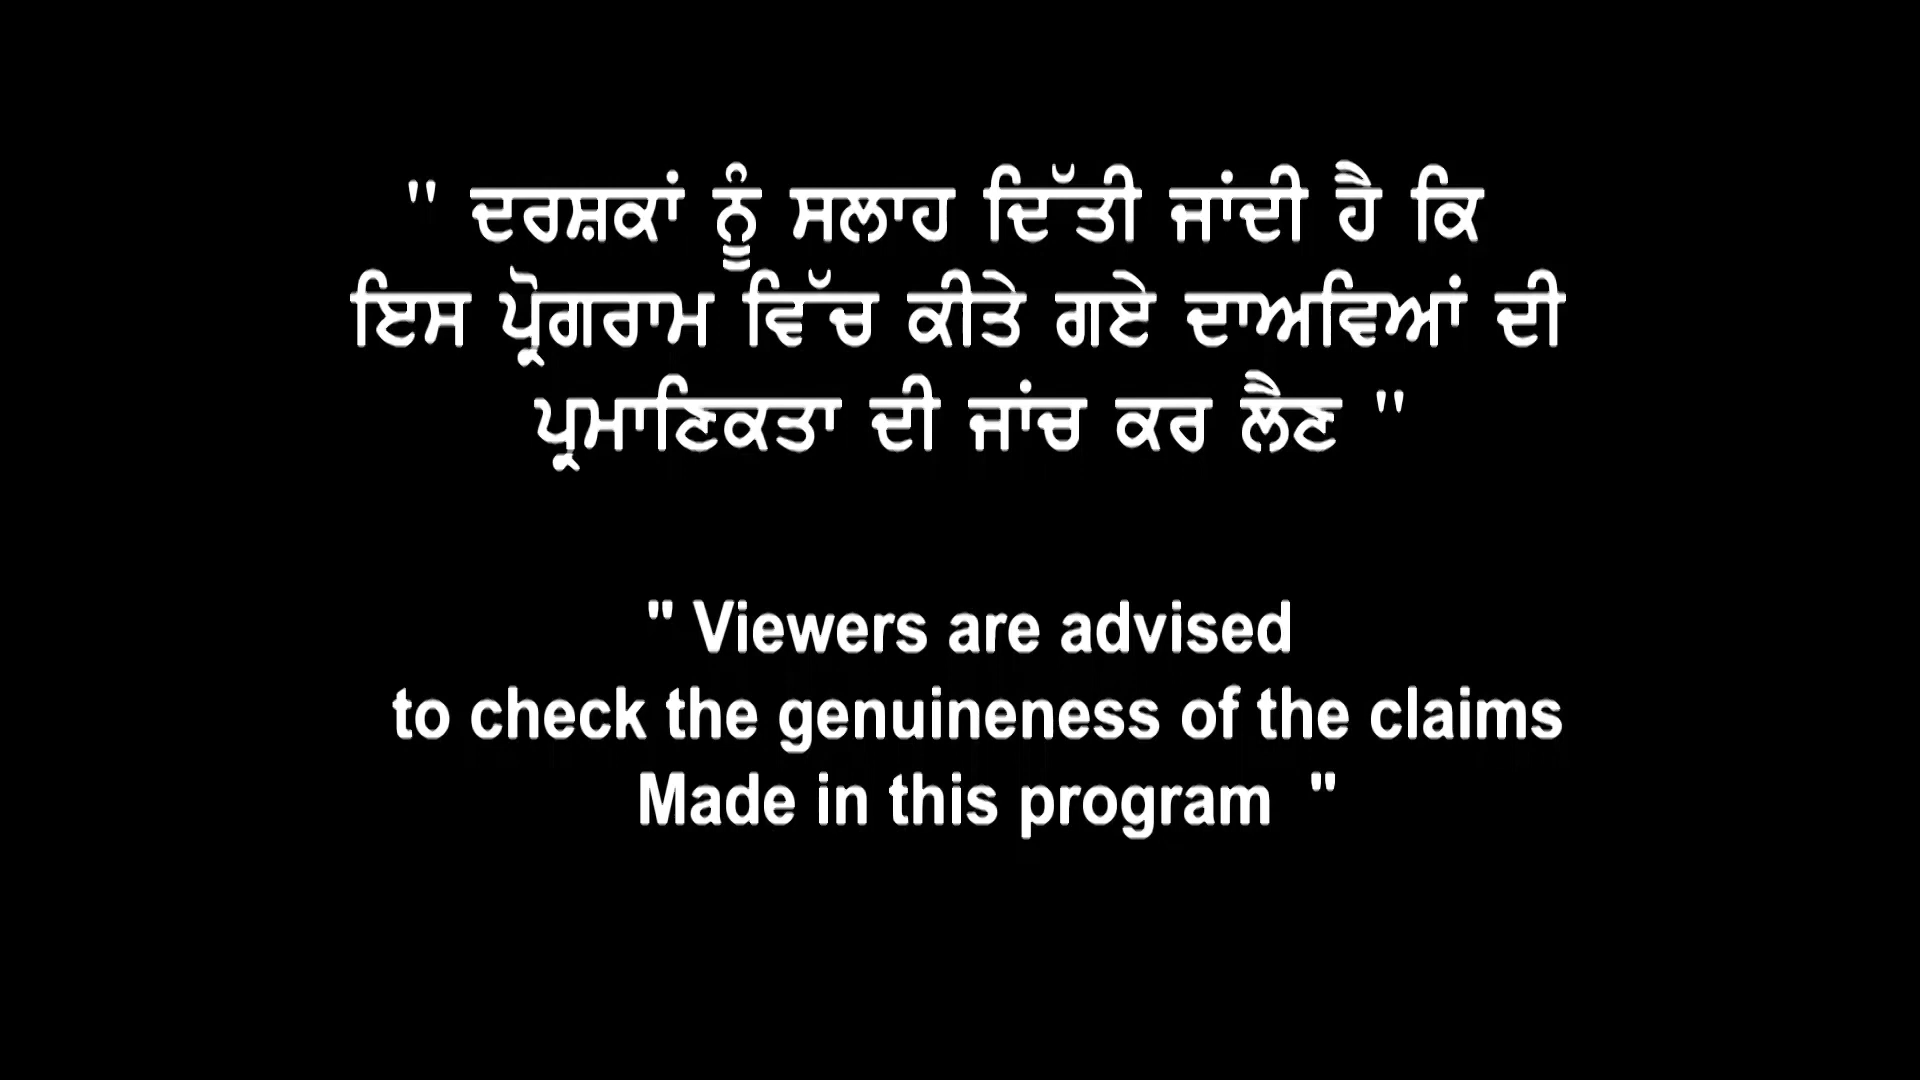 " ਦਰਸ਼ਕਾਂ ਨੂੰ ਸਲਾਹ ਦਿੱਤੀ ਜਾਂਦੀ ਹੈ ਕਿ
ਇਸ ਪ੍ਰੋਗਰਾਮ ਵਿੱਚ ਕੀਤੇ ਗਏ ਦਾਅਵਿਆਂ ਦੀ
ਪ੍ਰਮਾਣਿਕਤਾ ਦੀ ਜਾਂਚ ਕਰ ਲੈਣ "
" Viewers are advised
to check the genuineness of the claims
Made in this program "